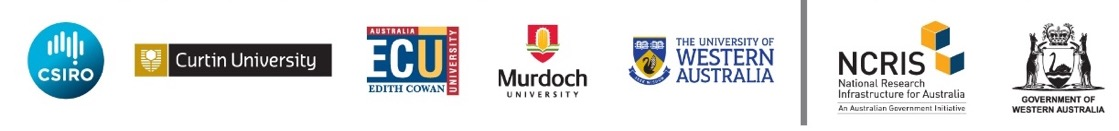 CSIRO
Curtin University
AUSTRALIA
ECU
UNIVERSITY
EDITH COWAN
Murdoch
UNIVERSITY
THE UNIVERSITY OF
WESTERN
AUSTRALIA
NCRIS
National Research
Infrastructure for Australia
An Australian Government Initiative
GOVERNMENT OF
WESTERN AUSTRALIA